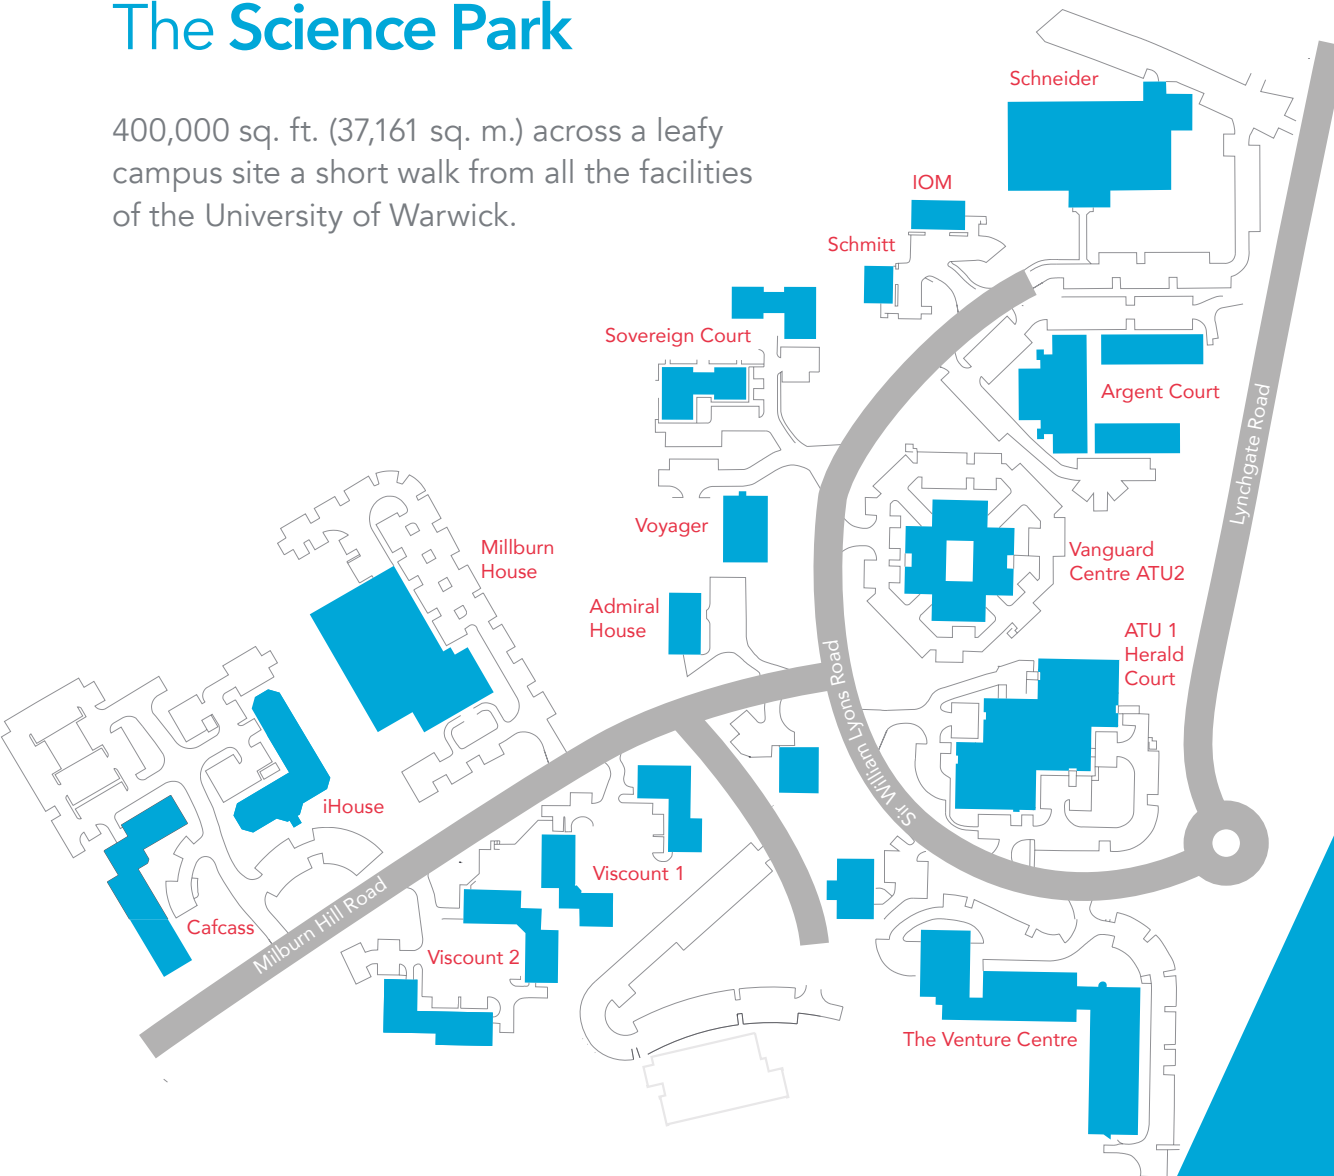 The Science Park
400,000 sq. ft. (37,161 sq. m.) across a leafy
campus site a short walk from all the facilities
of the University of Warwick.
Schneider
IOM
Schmitt
Sovereign Court
Argent Court
Lynchgate Road
Voyager
Millburn
House
Vanguard
Centre ATU2
Admiral
House
ATU 1
Herald
Court
Sir William Lyons Road
iHouse
Viscount 1
Milburn Hill Road
Cafcass
Viscount 2
The Venture Centre